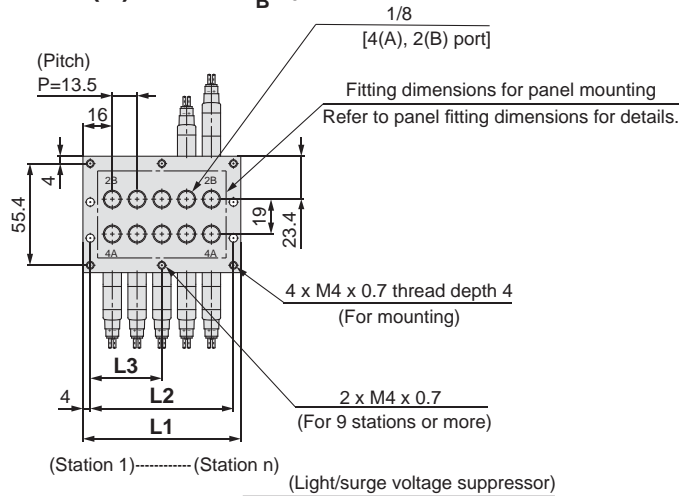 B
1/8
[4(A), 2(B) port]
(Pitch)
P=13.5
Fitting dimensions for panel mounting
16
Refer to panel fitting dimensions for details.
4
2B
2B
55.4
19
23.4
4A
4A
4 x M4 x 0.7 thread depth 4
(For mounting)
L3
4
L2
2 x M4 x 0.7
L1
(For 9 stations or more)
(Station 1)------------(Station n)
(Light/surge voltage suppressor)